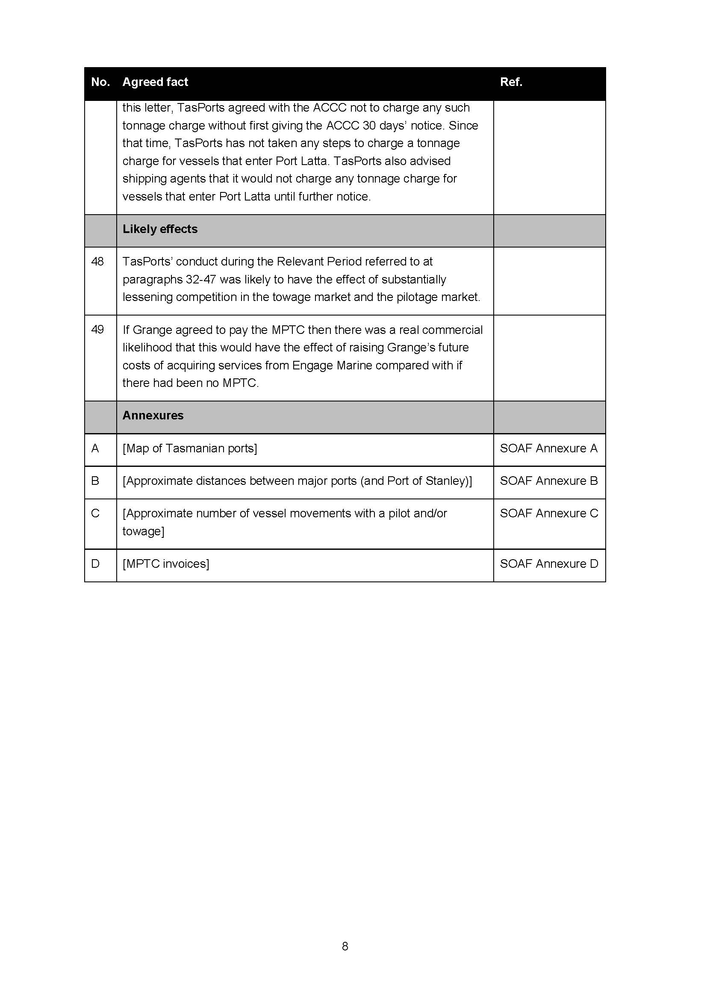 No. Agreed fact Ref.
this letter, TasPorts agreed with the ACCC not to charge any such
tonnage charge without first giving the ACCC 30 days’ notice. Since
that time, TasPorts has not taken any steps to charge a tonnage
charge for vessels that enter Port Latta. TasPorts also advised
shipping agents that it would not charge any tonnage charge for
vessels that enter Port Latta until further notice.
Likely effects
48 TasPorts’ conduct during the Relevant Period referred to at
paragraphs 32-47 was likely to have the effect of substantially
lessening competition in the towage market and the pilotage market.
49 If Grange agreed to pay the MPTC then there was a real commercial
likelihood that this would have the effect of raising Grange’s future
costs of acquiring services from Engage Marine compared with if
there had been no MPTC.
Annexures
A [Map of Tasmanian ports] SOAF Annexure A
B [Approximate distances between major ports (and Port of Stanley)] SOAF Annexure B
C [Approximate number of vessel movements with a pilot and/or SOAF Annexure C
towage]
D [MPTC invoices] SOAF Annexure D
8